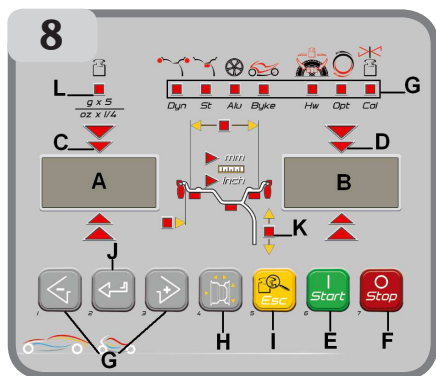 8
L
g x 5
oz x 1/4
Dyn St Alu Byke Hw Opt Cal
G
C
D
A
B
mm
inch
K
J
- + Esc Start Stop
1 2 3 4 5 6 7
G H I E F